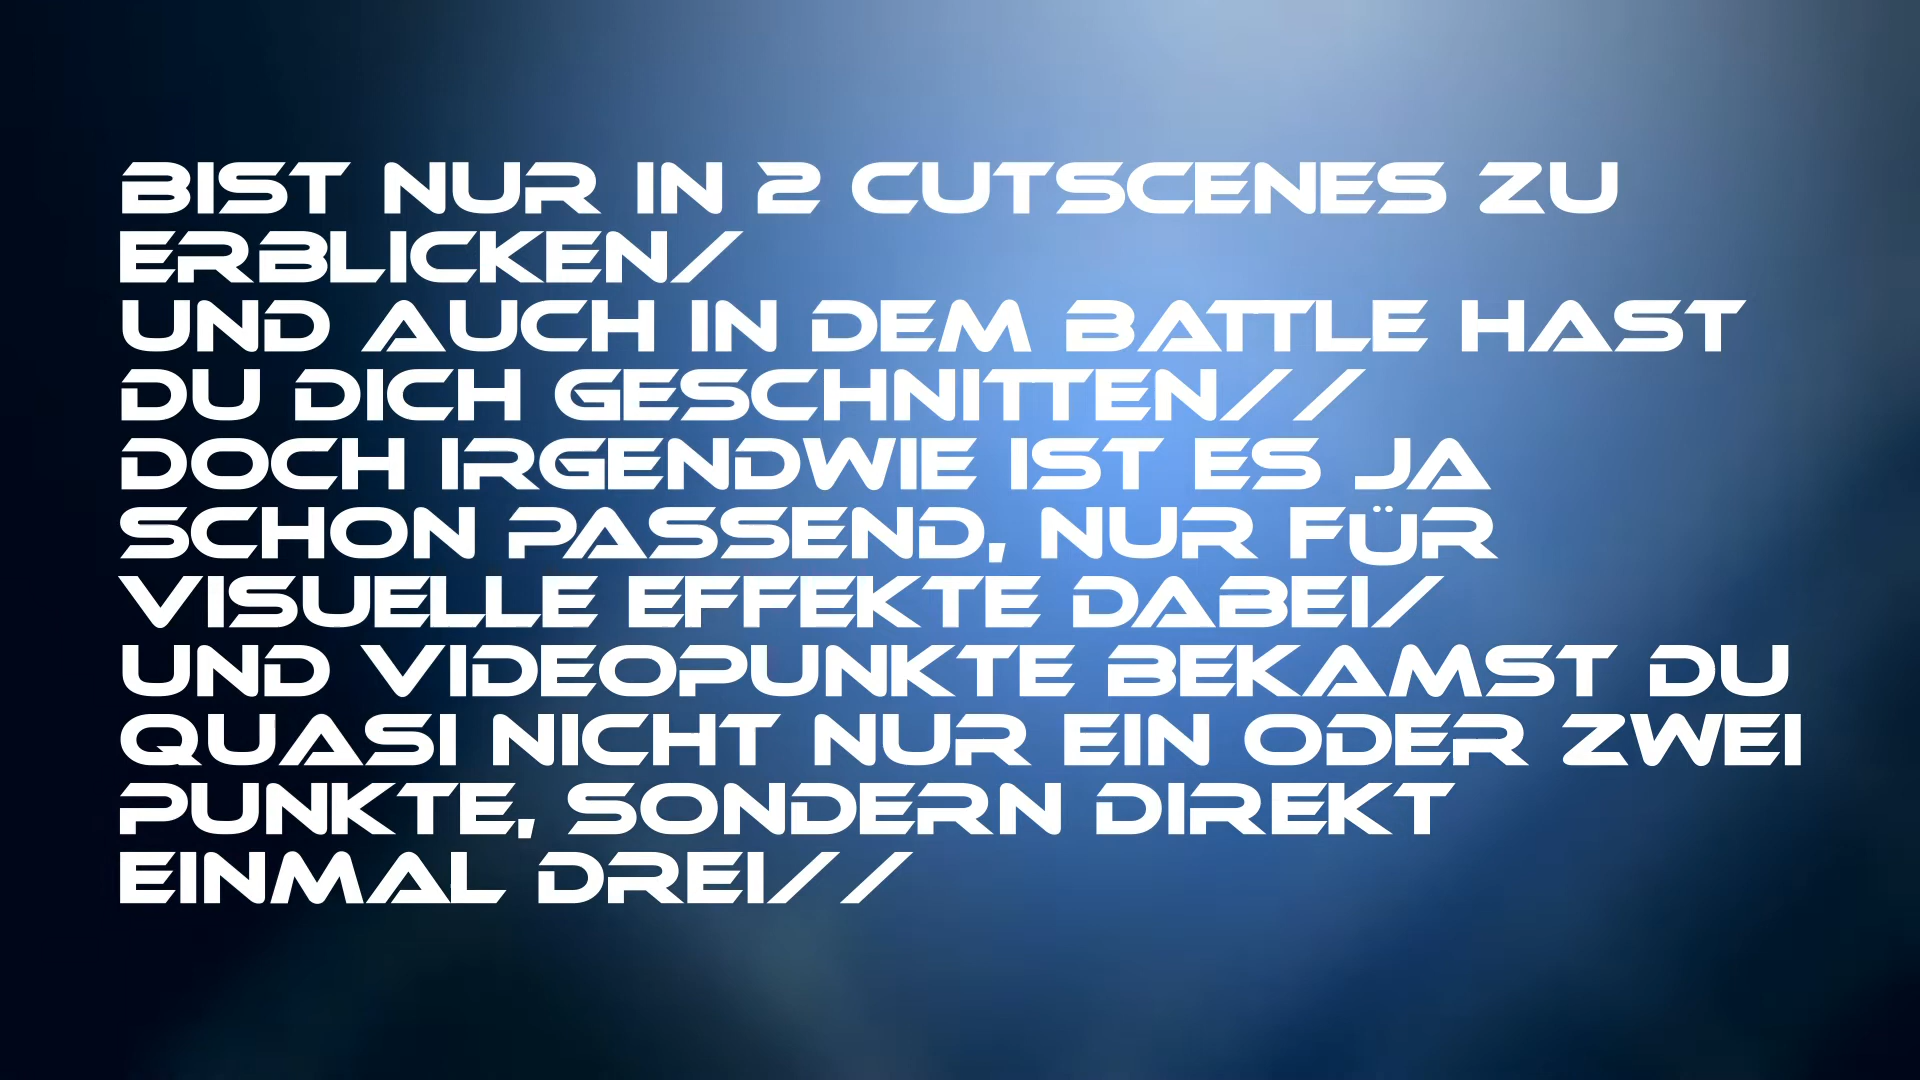 BIST NUR IN 2 CUTSCENES ZU
ERBLICKEN/
UND AUCH IN DEM BATTLE HAST
DU DICH GESCHNITTEN//
DOCH IRGENDWIE IST ES JA
SCHON PASSEND, NUR FÜR
VISUELLE EFFEKTE DABEI/
UND VIDEOPUNKTE BEKAMST DU
QUASI NICHT NUR EIN ODER ZWEI
PUNKTE, SONDERN DIREKT
EINMAL DREI//